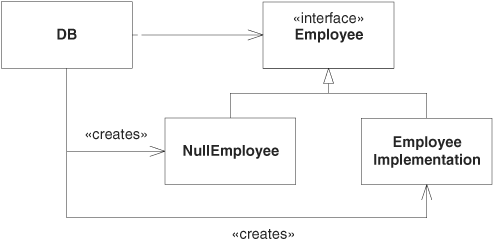 DB
«interface»
Employee
«creates»
NullEmployee
Employee
Implementation
«creates»